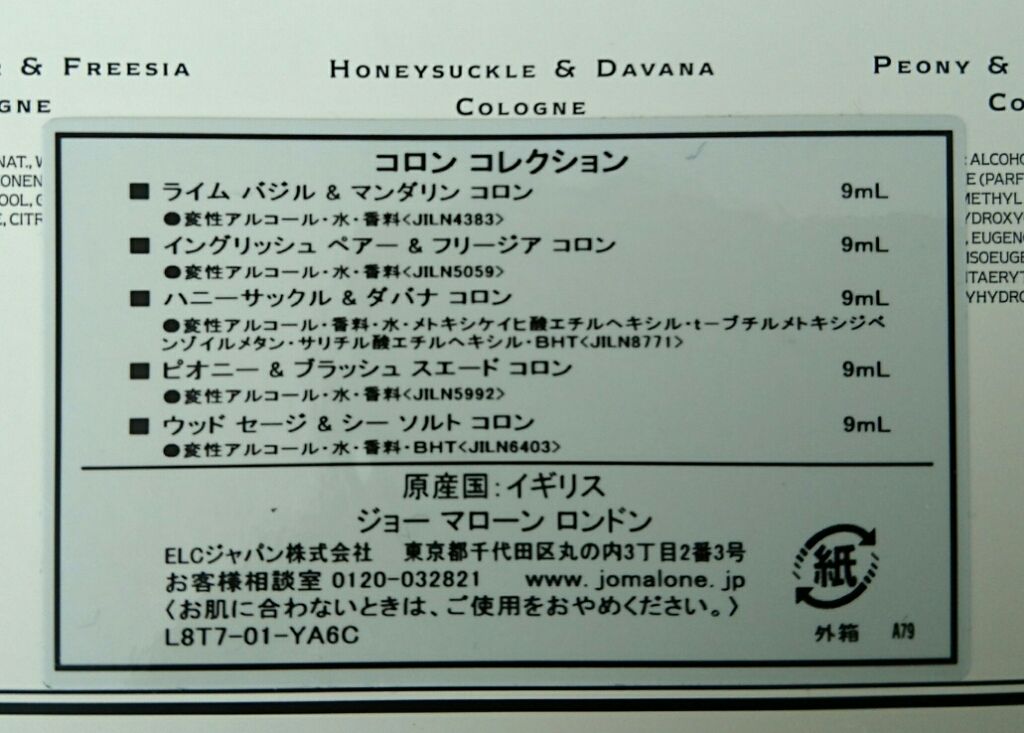 & FREESIA
HONEYSUCKLE & DAVANA
PEONY &
COLOGNE
コロン コレクション
■ ライム バジル & マンダリン コロン 9mL
●変性アルコール・水・香料<JILN4383>
■ イングリッシュ ペアー & フリージア コロン 9mL
●変性アルコール・水・香料<JILN5059>
■ ハニーサックル & ダバナ コロン 9mL
●変性アルコール・香料・水・メトキシケイヒ酸エチルヘキシル・t-ブチルメトキシジベ
ンゾイルメタン・サリチル酸エチルヘキシル・BHT<JILN8771>
■ ピオニー & ブラッシュ スエード コロン 9mL
●変性アルコール・水・香料<JILN5992>
■ ウッド セージ & シー ソルト コロン 9mL
●変性アルコール・水・香料・BHT<JILN6403>
原産国:イギリス
ジョー マローン ロンドン
ELCジャパン株式会社 東京都千代田区丸の内3丁目2番3号
お客様相談室 0120-032821 www.jomalone.jp
〈お肌に合わないときは、ご使用をおやめください。〉
L8T7-01-YA6C
紙
外箱 A79